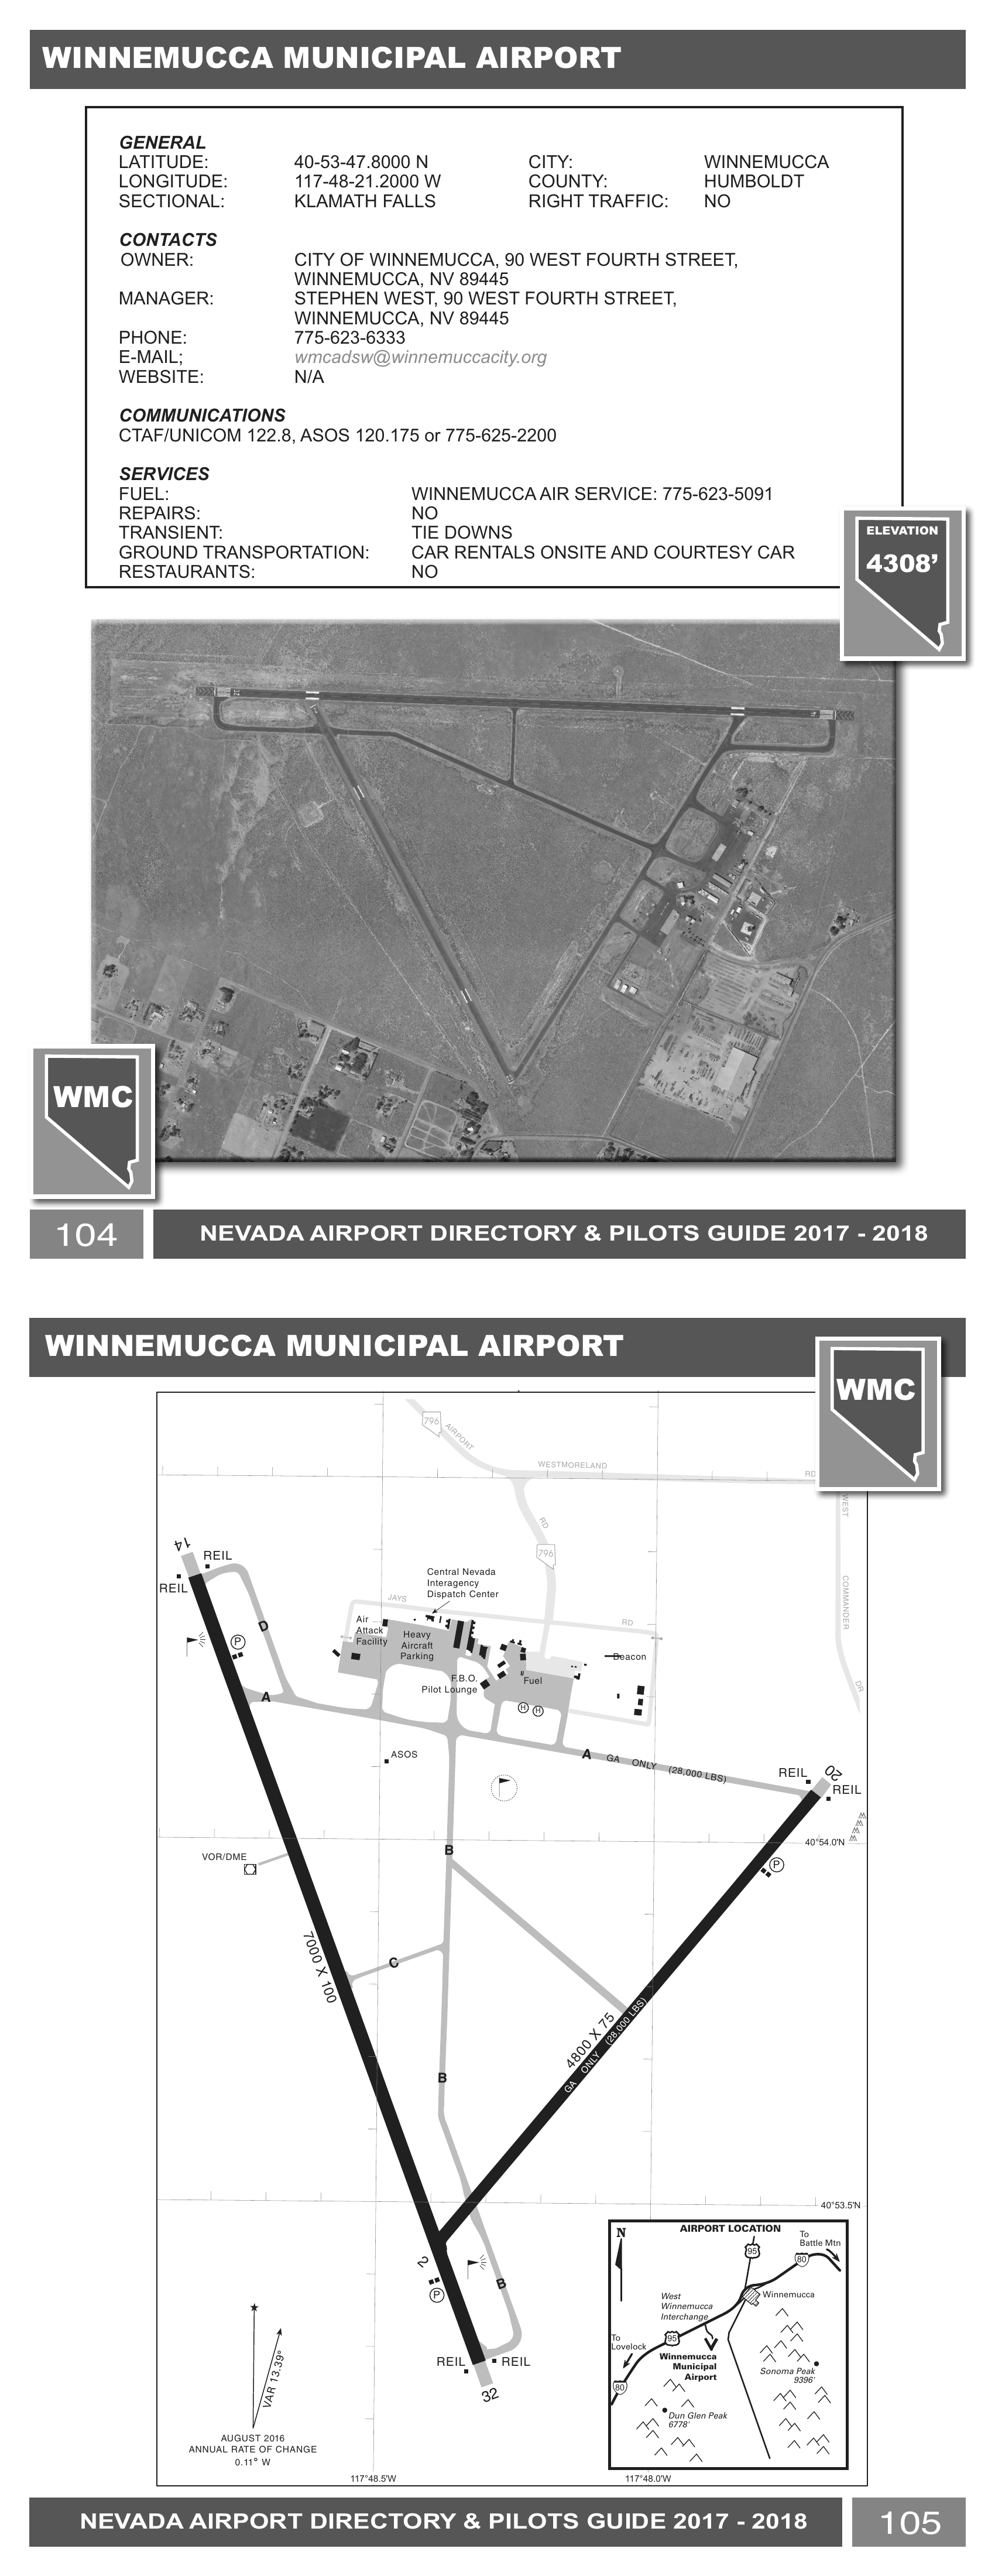 WINNEMUCCA MUNICIPAL AIRPORT
GENERAL
LATITUDE: 40-53-47.8000 N CITY: WINNEMUCCA
LONGITUDE: 117-48-21.2000 W COUNTY: HUMBOLDT
SECTIONAL: KLAMATH FALLS RIGHT TRAFFIC: NO
CONTACTS
OWNER: CITY OF WINNEMUCCA, 90 WEST FOURTH STREET,
WINNEMUCCA, NV 89445
MANAGER: STEPHEN WEST, 90 WEST FOURTH STREET,
WINNEMUCCA, NV 89445
PHONE: 775-623-6333
E-MAIL; wmcadsw@winnemuccacity.org
WEBSITE: N/A
COMMUNICATIONS
CTAF/UNICOM 122.8, ASOS 120.175 or 775-625-2200
SERVICES
FUEL: WINNEMUCCA AIR SERVICE: 775-623-5091
REPAIRS: NO
TRANSIENT: TIE DOWNS
GROUND TRANSPORTATION: CAR RENTALS ONSITE AND COURTESY CAR
RESTAURANTS: NO
ELEVATION
4308’
WMC
104
NEVADA AIRPORT DIRECTORY & PILOTS GUIDE 2017 - 2018
WINNEMUCCA MUNICIPAL AIRPORT
WMC
796
AIRPORT
WESTMORELAND
RD
WEST
COMMANDER
DR
RD
796
14
REIL
REIL
Central Nevada
Interagency
Dispatch Center
JAYS
RD
Air
Attack
Facility
Heavy
Aircraft
Parking
D
P
Beacon
F.B.O.
Pilot Lounge
Fuel
H H
A
ASOS
A GA ONLY (28,000 LBS)
REIL
20
REIL
40°54.0'N
B
VOR/DME
P
C
7000 X 100
4800 X 75
GA ONLY (28,000 LBS)
B
40°53.5'N
2
P
B
REIL
REIL
32
VAR 13.39°
AUGUST 2016
ANNUAL RATE OF CHANGE
0.11° W
N
AIRPORT LOCATION
To
Battle Mtn
95
80
Winnemucca
West
Winnemucca
Interchange
95
To
Lovelock
Winnemucca
Municipal
Airport
80
Sonoma Peak
9396'
Dun Glen Peak
6778'
117°48.5'W
117°48.0'W
NEVADA AIRPORT DIRECTORY & PILOTS GUIDE 2017 - 2018
105